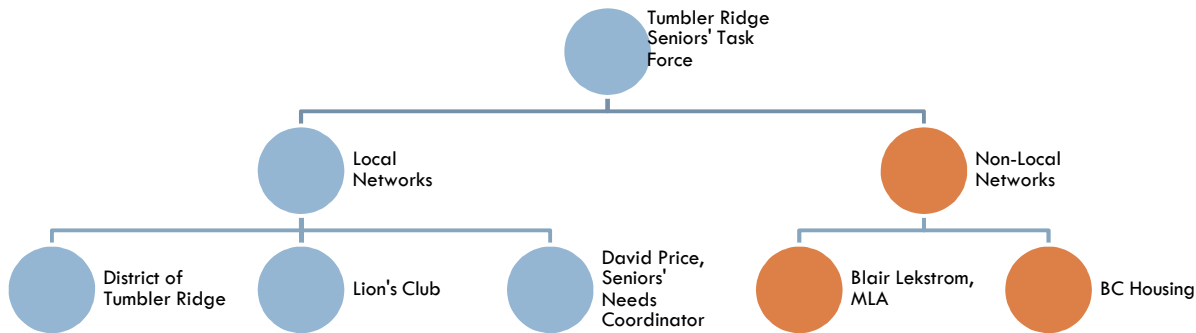 Tumbler Ridge
Seniors' Task
Force
Local
Networks
Non-Local
Networks
District of
Tumbler Ridge
Lion's Club
David Price,
Seniors'
Needs
Coordinator
Blair Lekstrom,
MLA
BC Housing